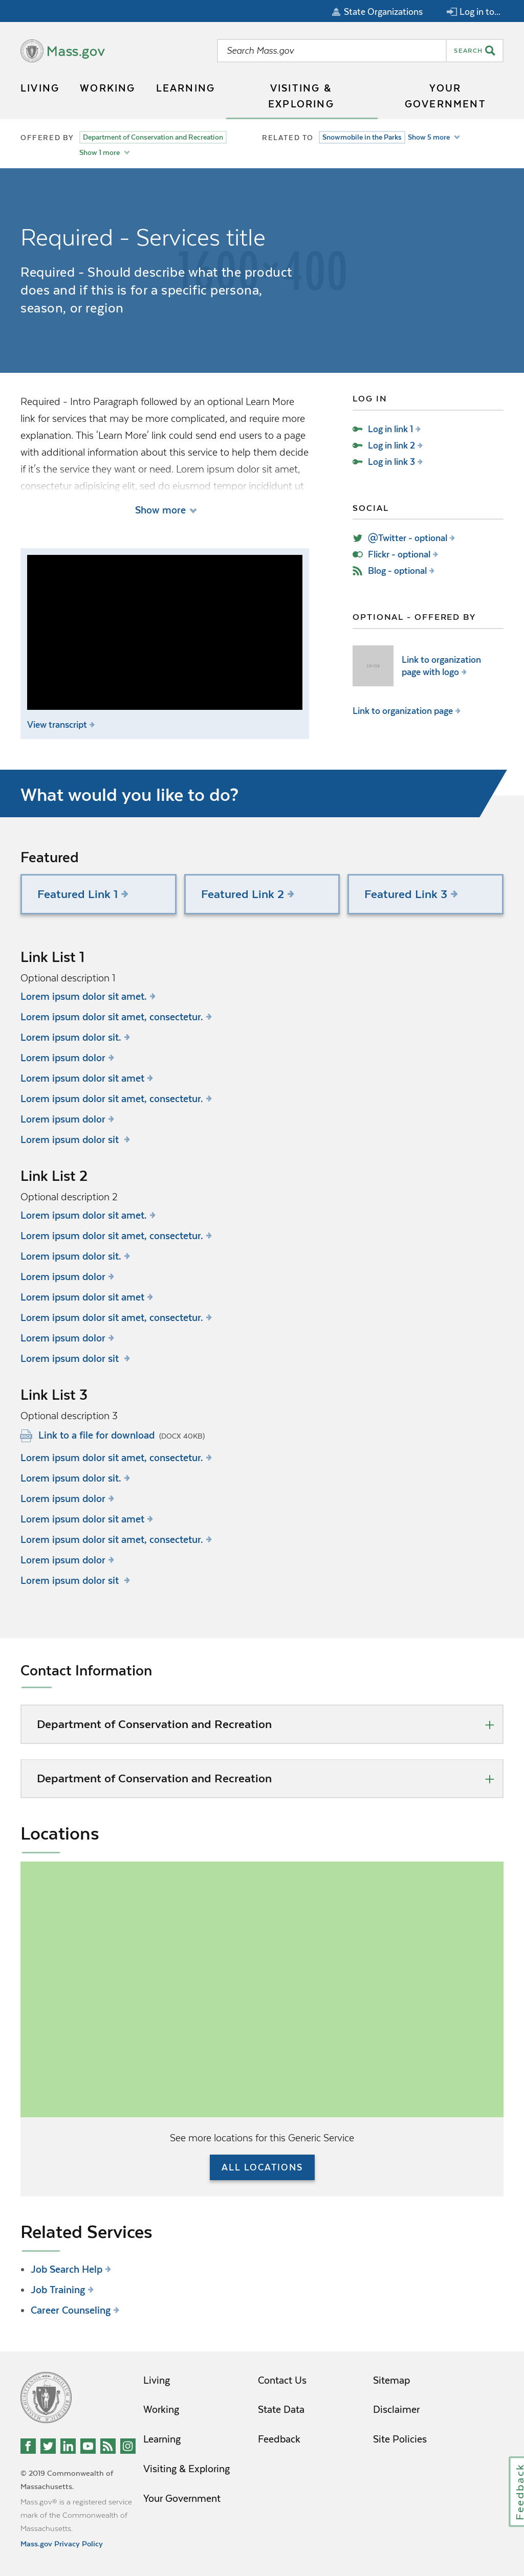 State Organizations
Log in to...
Mass.gov
Search Mass.gov
SEARCH
LIVING
WORKING
LEARNING
VISITING &
EXPLORING
YOUR
GOVERNMENT
OFFERED BY
Department of Conservation and Recreation
Show 1 more
RELATED TO
Snowmobile in the Parks
Show 5 more
1600x400
Required - Services title
Required - Should describe what the product
does and if this is for a specific persona,
season, or region
Required - Intro Paragraph followed by an optional Learn More
link for services that may be more complicated, and require more
explanation. This 'Learn More' link could send end users to a page
with additional information about this service to help them decide
if it's the service they want or need. Lorem ipsum dolor sit amet,
consectetur adipisicing elit, sed do eiusmod tempor incididunt ut
Show more
View transcript
LOG IN
Log in link 1
Log in link 2
Log in link 3
SOCIAL
@Twitter - optional
Flickr - optional
Blog - optional
OPTIONAL - OFFERED BY
Link to organization
page with logo
Link to organization page
What would you like to do?
Featured
Featured Link 1
Featured Link 2
Featured Link 3
Link List 1
Optional description 1
Lorem ipsum dolor sit amet.
Lorem ipsum dolor sit amet, consectetur.
Lorem ipsum dolor sit.
Lorem ipsum dolor
Lorem ipsum dolor sit amet
Lorem ipsum dolor sit amet, consectetur.
Lorem ipsum dolor
Lorem ipsum dolor sit
Link List 2
Optional description 2
Lorem ipsum dolor sit amet.
Lorem ipsum dolor sit amet, consectetur.
Lorem ipsum dolor sit.
Lorem ipsum dolor
Lorem ipsum dolor sit amet
Lorem ipsum dolor sit amet, consectetur.
Lorem ipsum dolor
Lorem ipsum dolor sit
Link List 3
Optional description 3
Link to a file for download (DOCX 40KB)
Lorem ipsum dolor sit amet, consectetur.
Lorem ipsum dolor sit.
Lorem ipsum dolor
Lorem ipsum dolor sit amet
Lorem ipsum dolor sit amet, consectetur.
Lorem ipsum dolor
Lorem ipsum dolor sit
Contact Information
Department of Conservation and Recreation
Department of Conservation and Recreation
Locations
See more locations for this Generic Service
ALL LOCATIONS
Related Services
Job Search Help
Job Training
Career Counseling
Living
Working
Learning
Visiting & Exploring
Your Government
Contact Us
State Data
Feedback
Sitemap
Disclaimer
Site Policies
© 2019 Commonwealth of
Massachusetts.
Mass.gov® is a registered service
mark of the Commonwealth of
Massachusetts.
Mass.gov Privacy Policy
Feedback